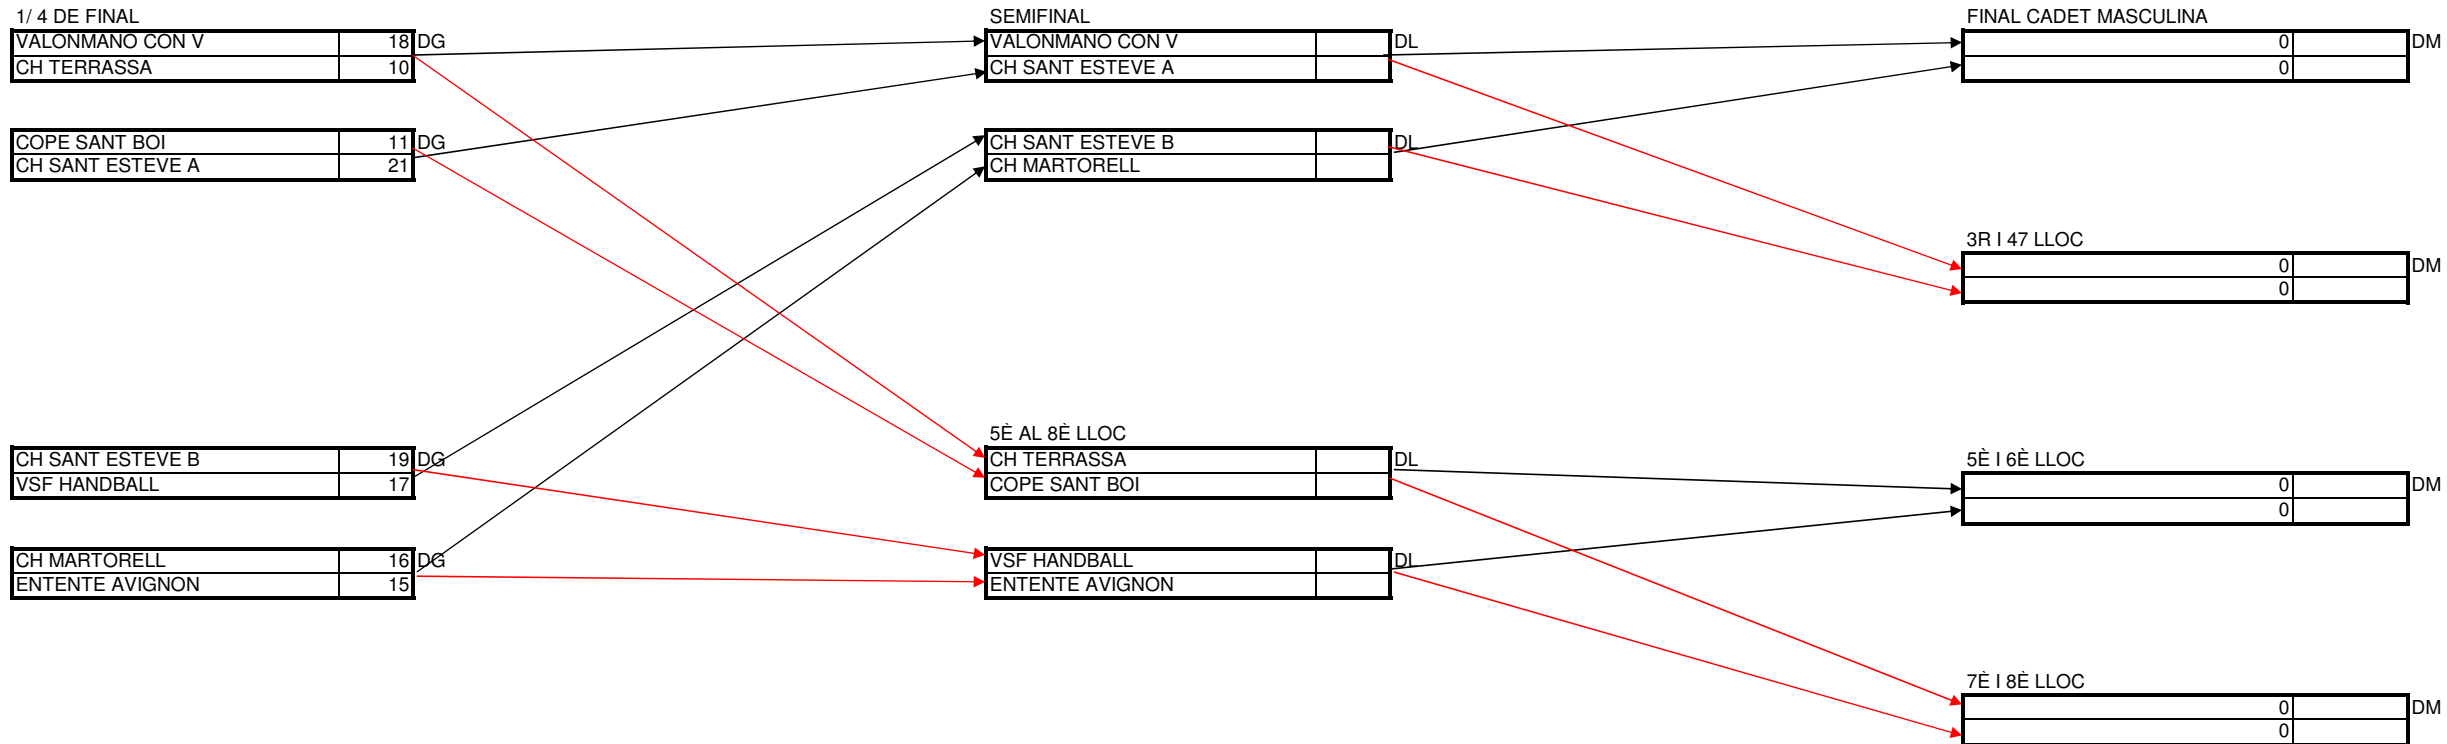 1/ 4 DE FINAL SEMIFINAL FINAL CADET MASCULINA
VALONMANO CON V 18 DG VALONMANO CON V DL 0 DM
CH TERRASSA 10 CH SANT ESTEVE A 0
COPE SANT BOI 11 DG CH SANT ESTEVE B DL
CH SANT ESTEVE A 21 CH MARTORELL
3R I 47 LLOC
0 DM
0
5È AL 8È LLOC
CH SANT ESTEVE B 19 DG CH TERRASSA DL 5È I 6È LLOC
VSF HANDBALL 17 COPE SANT BOI 0 DM
0
CH MARTORELL 16 DG VSF HANDBALL DL
ENTENTE AVIGNON 15 ENTENTE AVIGNON
7È I 8È LLOC
0 DM
0